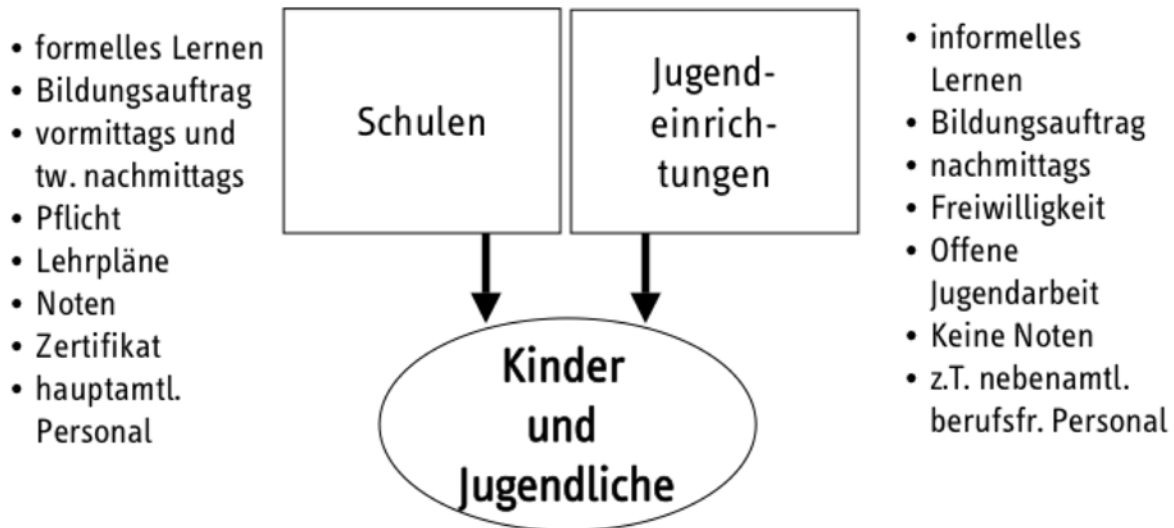 • formelles Lernen
• Bildungsauftrag
• vormittags und
tw. nachmittags
• Pflicht
• Lehrpläne
• Noten
• Zertifikat
• hauptamtl.
Personal
Schulen
Jugend-
einrich-
tungen
Kinder
und
Jugendliche
• informelles
Lernen
• Bildungsauftrag
• nachmittags
• Freiwilligkeit
• Offene
Jugendarbeit
• Keine Noten
• z.T. nebenamtl.
berufsfr. Personal